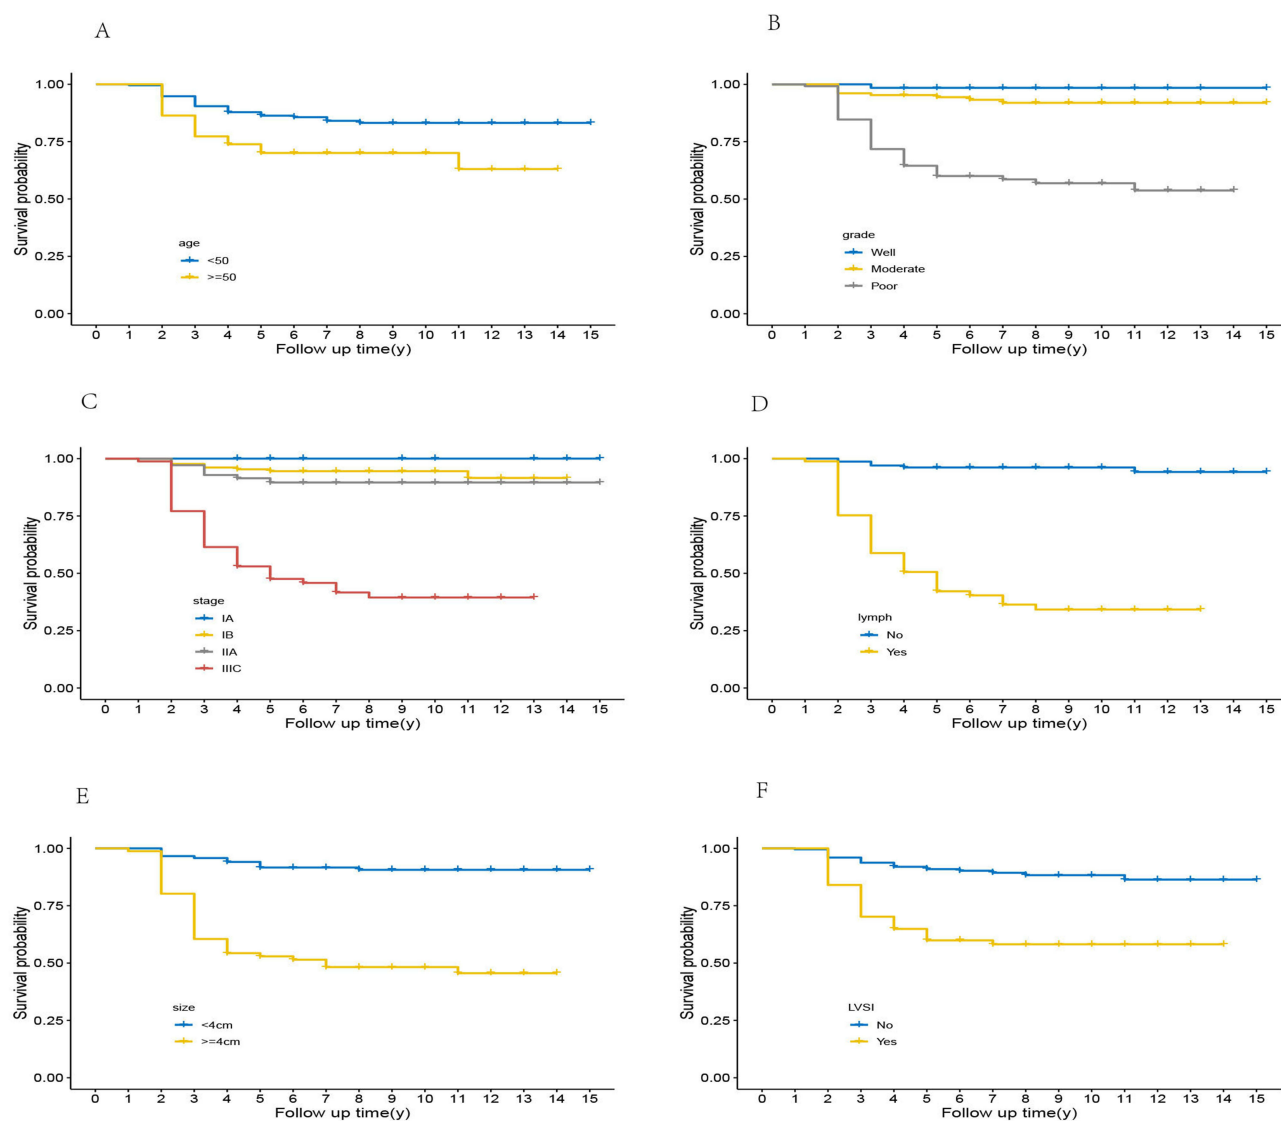 A
1.00
0.75
0.50
0.25
0.00
Survival probability
age
<50
>=50
0 1 2 3 4 5 6 7 8 9 10 11 12 13 14 15
Follow up time(y)
B
1.00
0.75
0.50
0.25
0.00
Survival probability
grade
Well
Moderate
Poor
0 1 2 3 4 5 6 7 8 9 10 11 12 13 14 15
Follow up time(y)
C
1.00
0.75
0.50
0.25
0.00
Survival probability
stage
IA
IB
IIA
IIIC
0 1 2 3 4 5 6 7 8 9 10 11 12 13 14 15
Follow up time(y)
D
1.00
0.75
0.50
0.25
0.00
Survival probability
lymph
No
Yes
0 1 2 3 4 5 6 7 8 9 10 11 12 13 14 15
Follow up time(y)
E
1.00
0.75
0.50
0.25
0.00
Survival probability
size
<4cm
>=4cm
0 1 2 3 4 5 6 7 8 9 10 11 12 13 14 15
Follow up time(y)
F
1.00
0.75
0.50
0.25
0.00
Survival probability
LVSI
No
Yes
0 1 2 3 4 5 6 7 8 9 10 11 12 13 14 15
Follow up time(y)